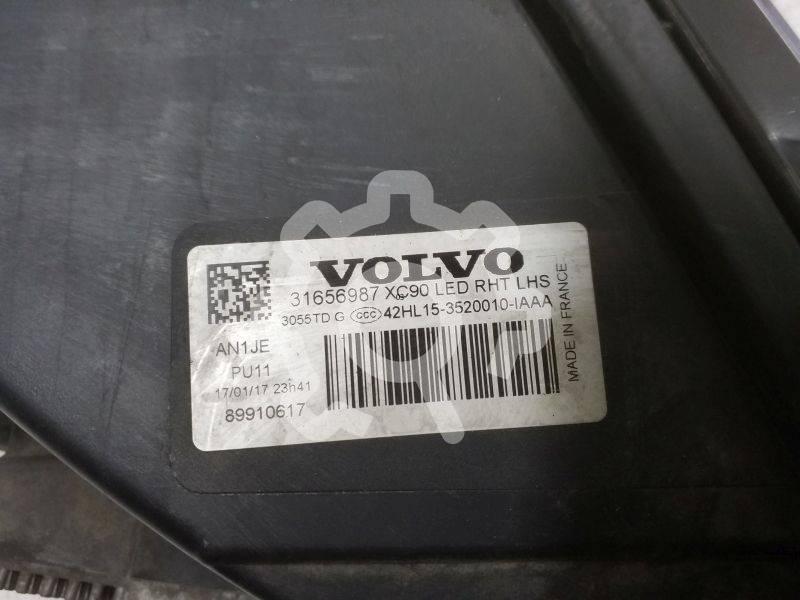 VOLVO
31656987 XC90 LED RHT LHS
3055TD G CCC 42HL15-3520010-IAAA
AN1JE
PU11
17/01/17 23h41
89910617
MADE IN FRANCE